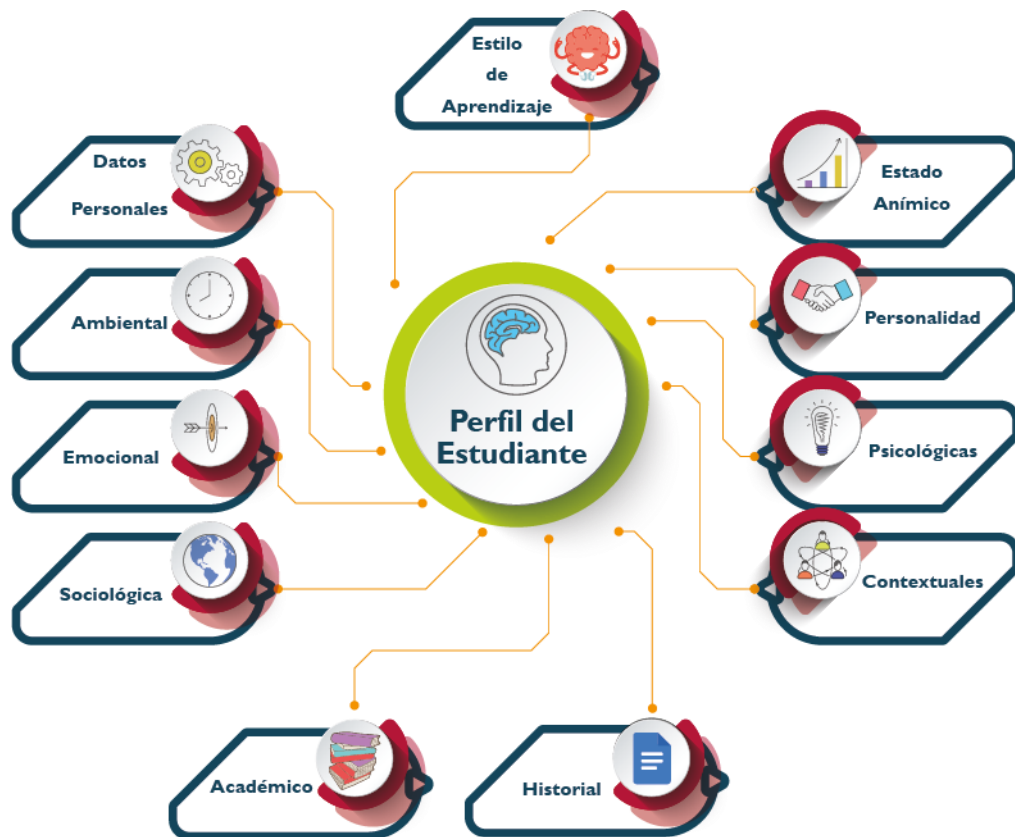 Estilo
de
Aprendizaje
Datos
Personales
Estado
Anímico
Ambiental
Personalidad
Perfil del
Estudiante
Emocional
Psicológicas
Sociológica
Contextuales
Académico
Historial